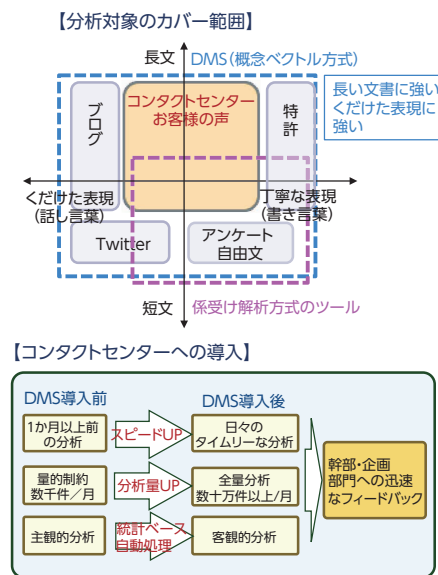 【分析対象のカバー範囲】
長文
DMS(概念ベクトル方式)
長い文書に強い
くだけた表現に
強い
ブログ
コンタクトセンター
お客様の声
特許
くだけた表現
(話し言葉)
丁寧な表現
(書き言葉)
Twitter
アンケート
自由文
短文
係受け解析方式のツール
【コンタクトセンターへの導入】
DMS導入前
DMS導入後
1か月以上前
の分析
スピードUP
日々の
タイムリーな分析
量的制約
数千件／月
分析量UP
全量分析
数十万件以上/月
主観的分析
統計ベース
自動処理
客観的分析
幹部・企画
部門への迅速
なフィードバック